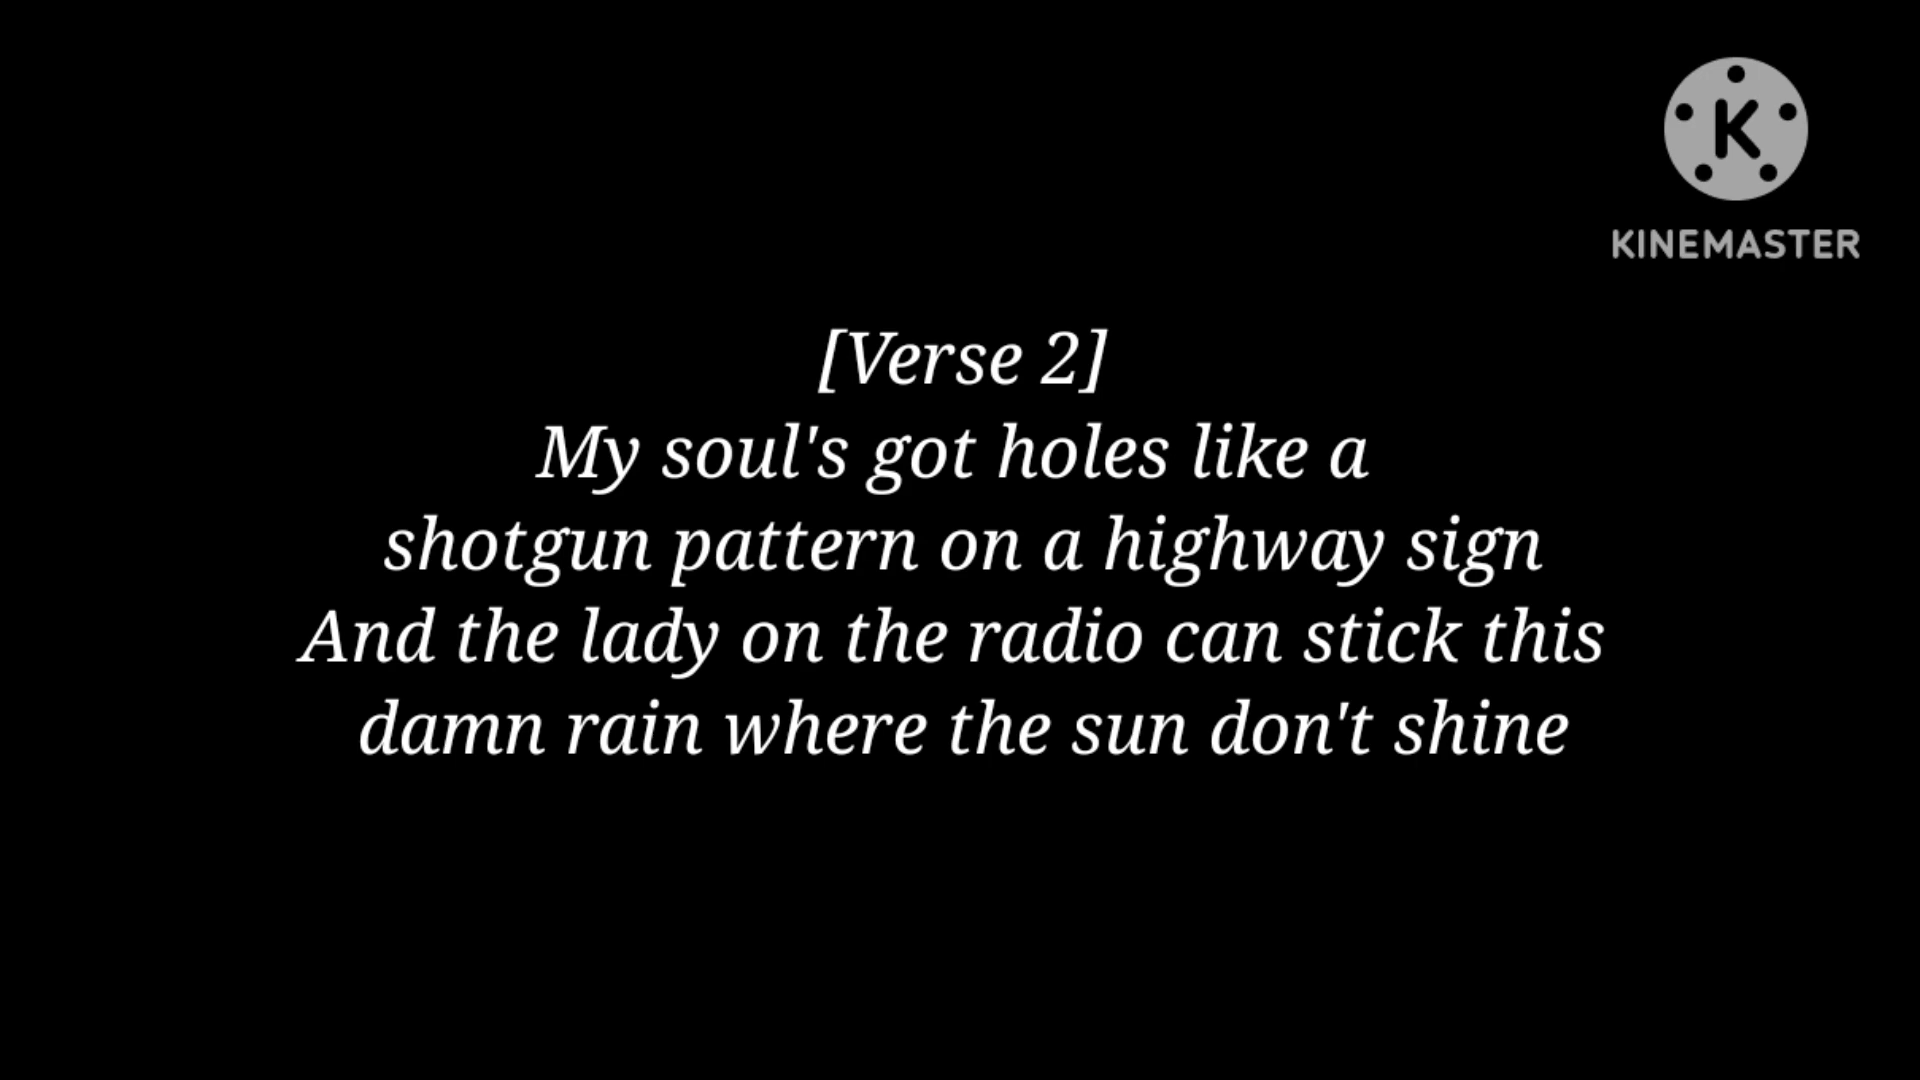 KINEMASTER
[Verse 2]
My soul's got holes like a
shotgun pattern on a highway sign
And the lady on the radio can stick this
damn rain where the sun don't shine